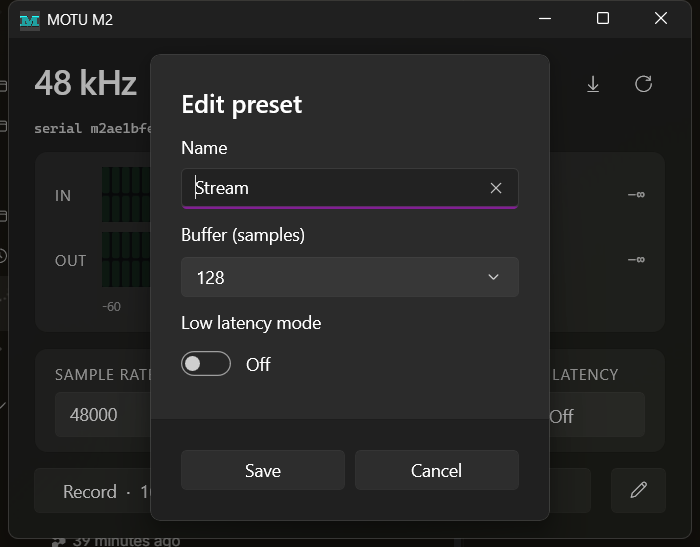 MOTU M2
48 kHz
serial m2ae1bfe
Edit preset
Name
Stream
Buffer (samples)
128
Low latency mode
Off
Save
Cancel
IN
-∞
OUT
-∞
-60
SAMPLE RAT
LATENCY
48000
Off
Record · 1
39 minutes ago